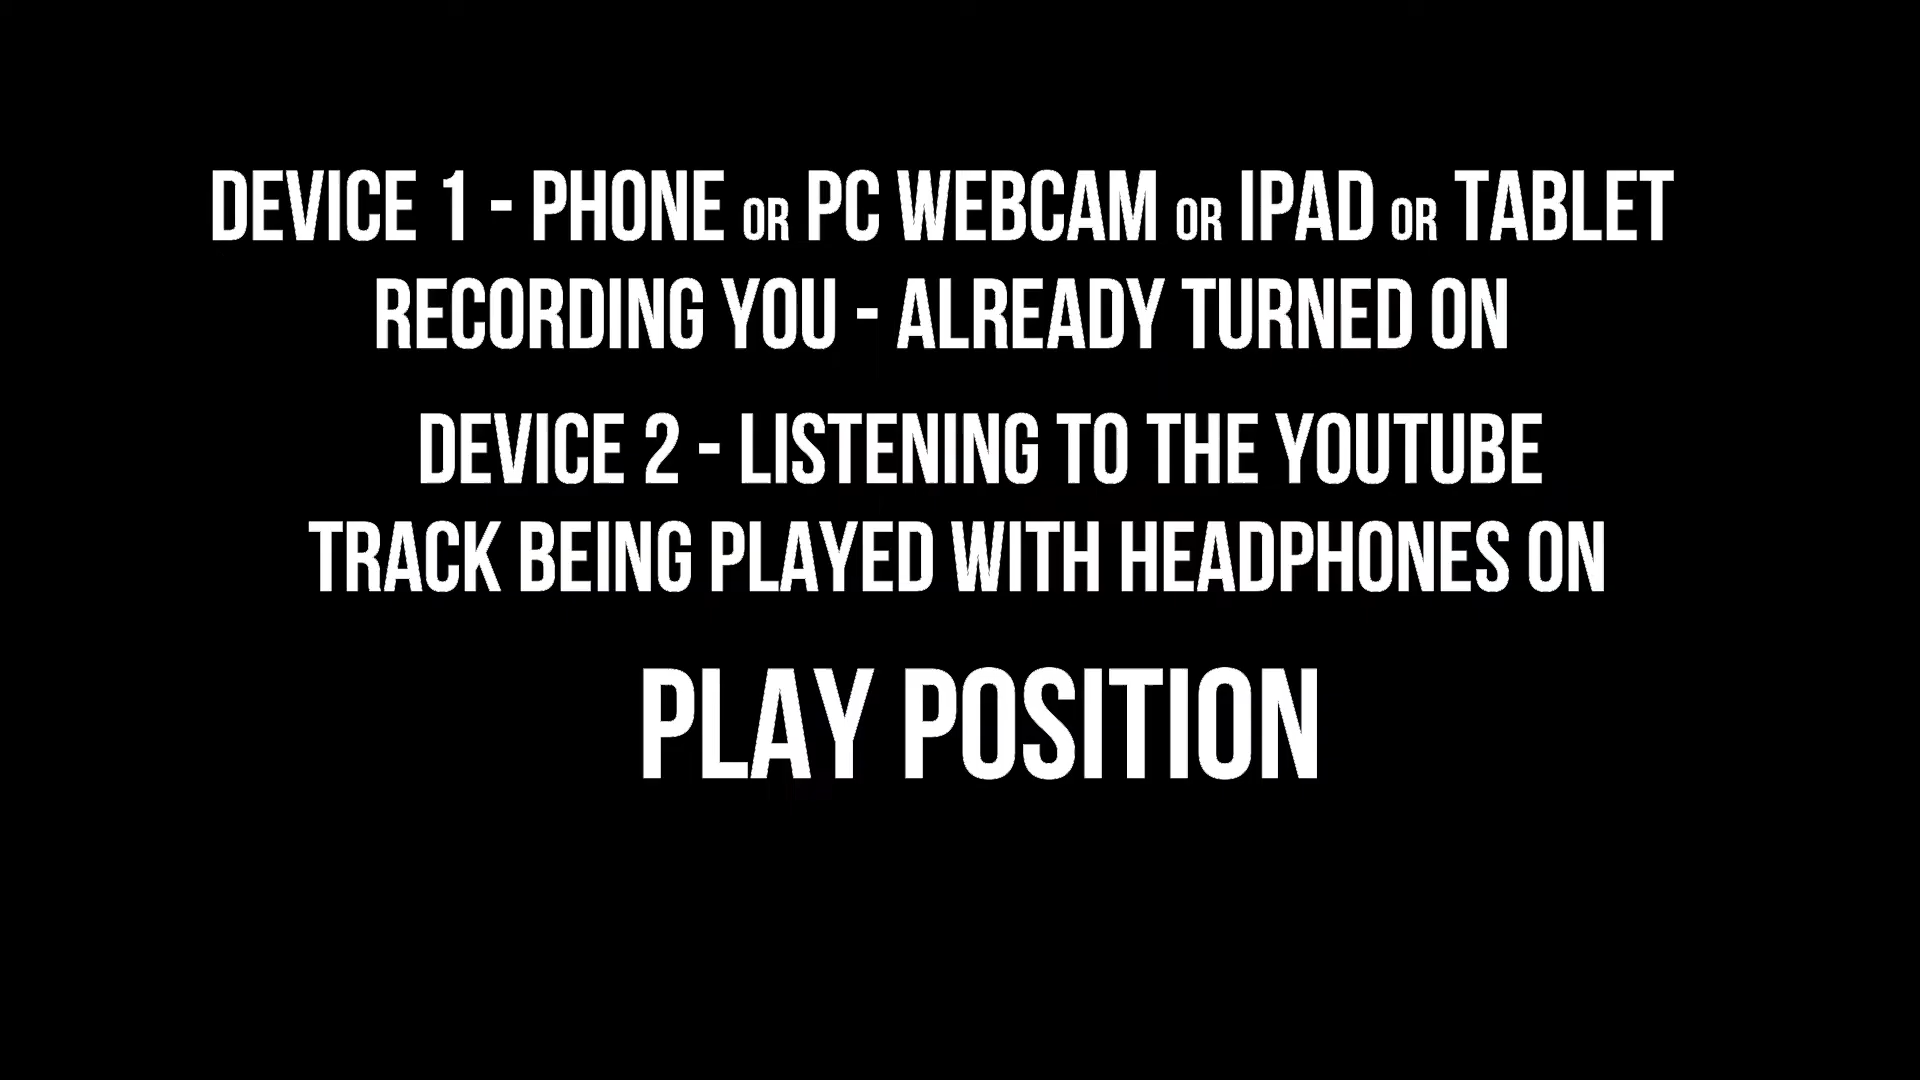 DEVICE 1 - PHONE OR PC WEBCAM OR IPAD OR TABLET
RECORDING YOU - ALREADY TURNED ON
DEVICE 2 - LISTENING TO THE YOUTUBE
TRACK BEING PLAYED WITH HEADPHONES ON
PLAY POSITION